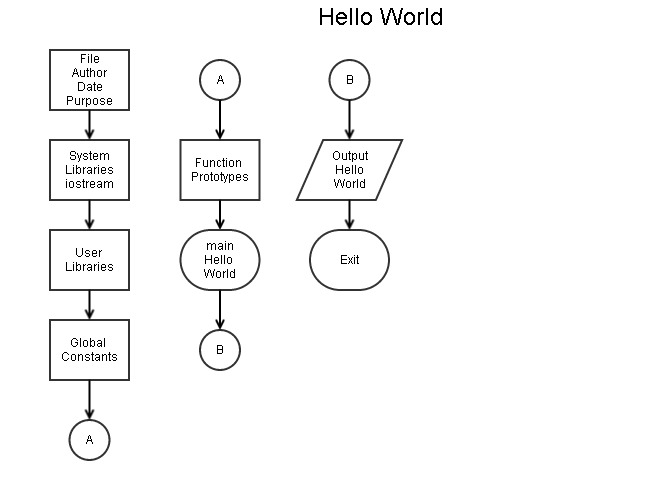 Hello World
File
Author
Date
Purpose
System
Libraries
iostream
User
Libraries
Global
Constants
A
A
Function
Prototypes
main
Hello
World
B
B
Output
Hello
World
Exit